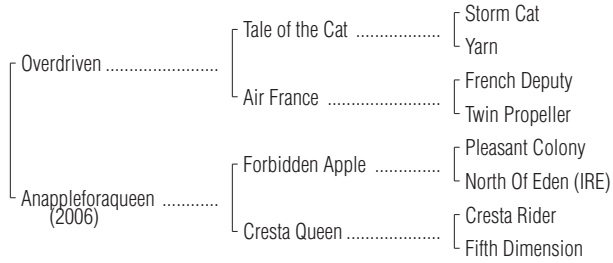 Storm Cat
Tale of the Cat ...................
Yarn
Overdriven .........................
French Deputy
Air France .........................
Twin Propeller
Pleasant Colony
Forbidden Apple ...............
North Of Eden (IRE)
Anappleforaqueen ............
(2006)
Cresta Rider
Cresta Queen .....................
Fifth Dimension